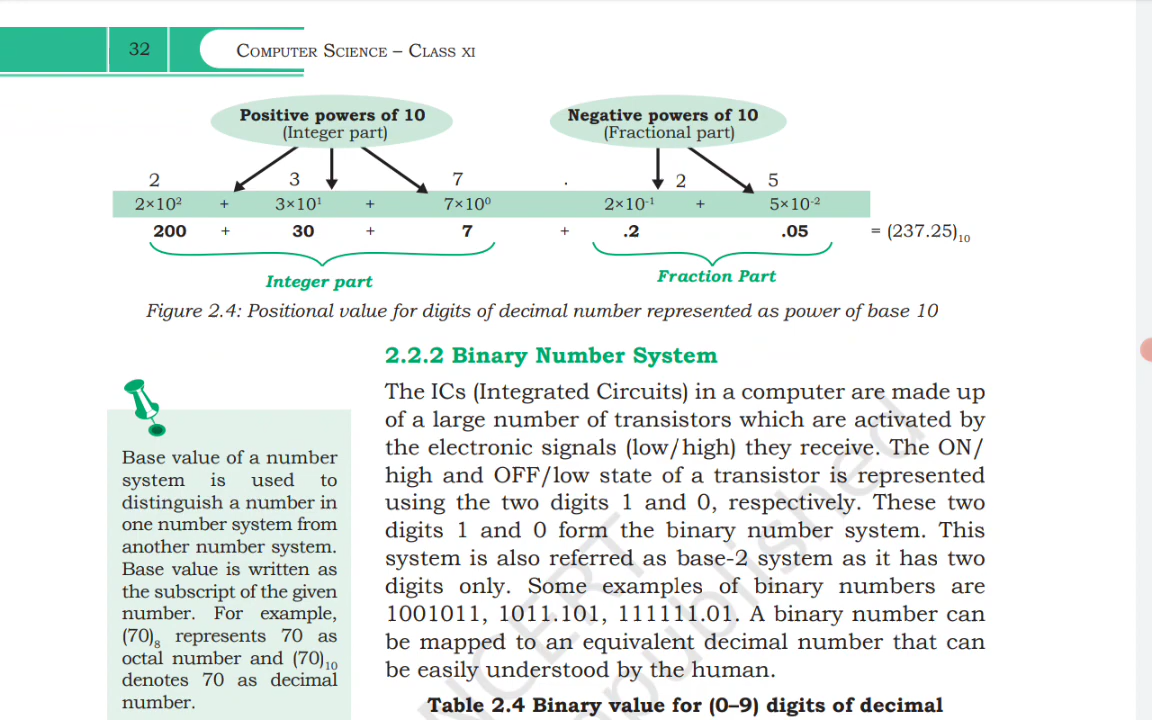 32
COMPUTER SCIENCE – CLASS XI
Positive powers of 10
(Integer part)
Negative powers of 10
(Fractional part)
2 3 7 . 2 5
2×10² + 3×10¹ + 7×10⁰ 2×10⁻¹ + 5×10⁻²
200 + 30 + 7 + .2 .05 = (237.25)₁₀
Integer part
Fraction Part
Figure 2.4: Positional value for digits of decimal number represented as power of base 10
2.2.2 Binary Number System
The ICs (Integrated Circuits) in a computer are made up
of a large number of transistors which are activated by
the electronic signals (low/high) they receive. The ON/
high and OFF/low state of a transistor is represented
using the two digits 1 and 0, respectively. These two
digits 1 and 0 form the binary number system. This
system is also referred as base-2 system as it has two
digits only. Some examples of binary numbers are
1001011, 1011.101, 111111.01. A binary number can
be mapped to an equivalent decimal number that can
be easily understood by the human.
Table 2.4 Binary value for (0–9) digits of decimal
Base value of a number
system is used to
distinguish a number in
one number system from
another number system.
Base value is written as
the subscript of the given
number. For example,
(70)₈ represents 70 as
octal number and (70)₁₀
denotes 70 as decimal
number.
NCERT
published